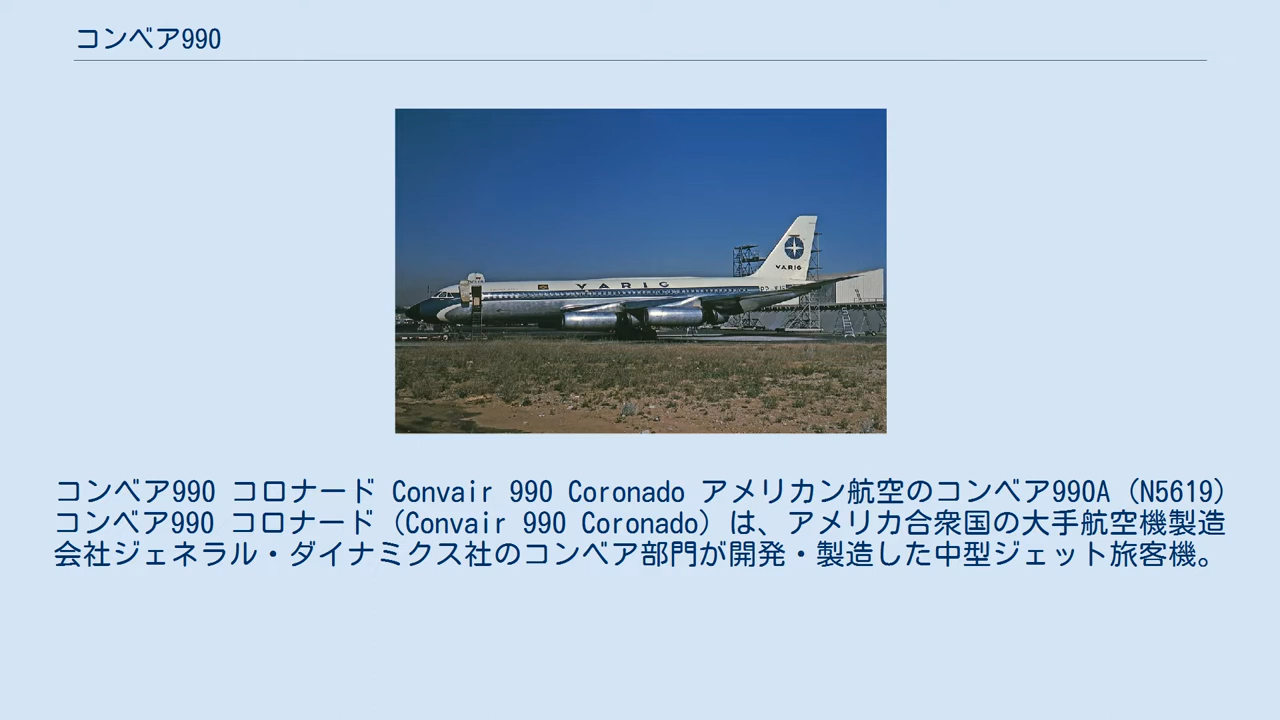 コンベア990
VARIG
VARIG
コンベア990 コロナード Convair 990 Coronado アメリカン航空のコンベア990A（N5619）
コンベア990 コロナード（Convair 990 Coronado）は、アメリカ合衆国の大手航空機製造
会社ジェネラル・ダイナミクス社のコンベア部門が開発・製造した中型ジェット旅客機。